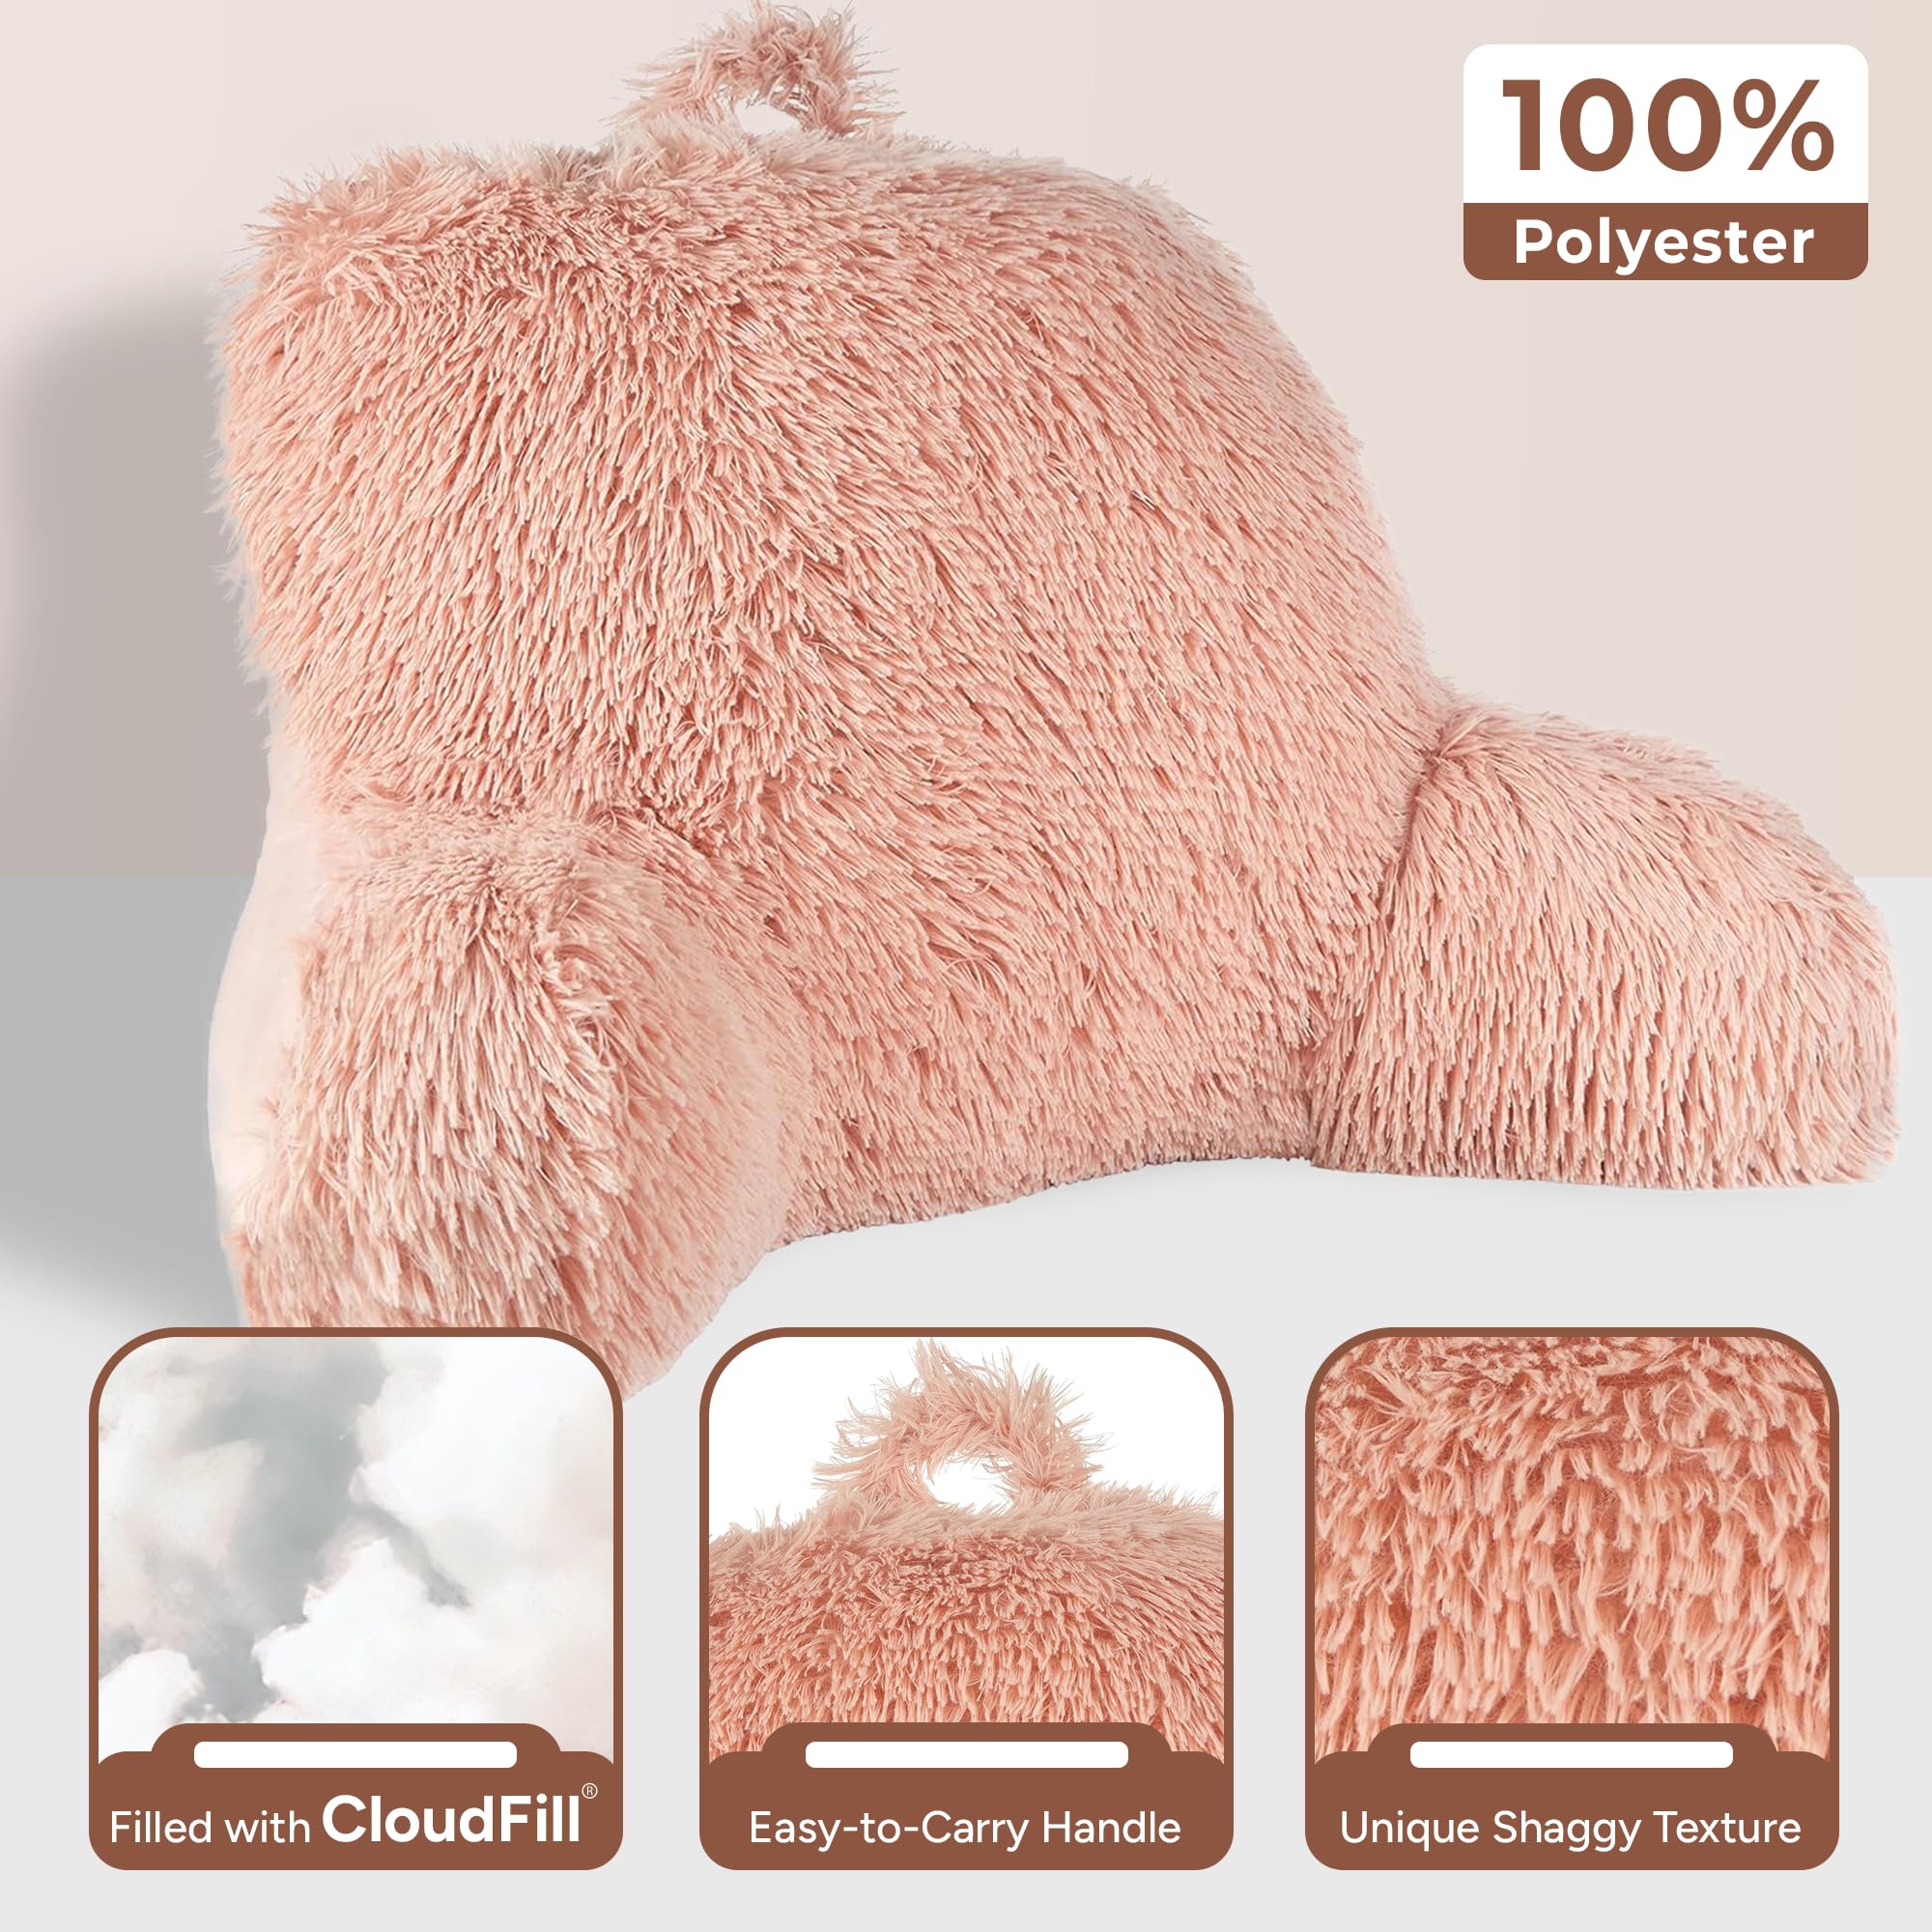 100%
Polyester
Filled with CloudFill®
Easy-to-Carry Handle
Unique Shaggy Texture